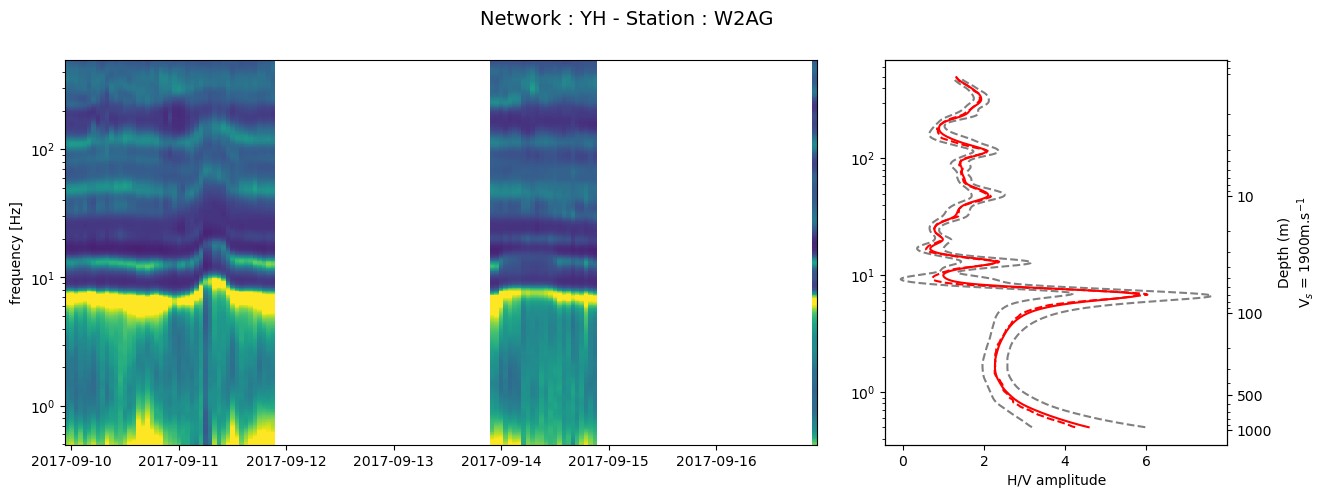 Network : YH - Station : W2AG
frequency [Hz]
10²
10¹
10⁰
2017-09-10 2017-09-11 2017-09-12 2017-09-13 2017-09-14 2017-09-15 2017-09-16
10²
10¹
10⁰
0 2 4 6
H/V amplitude
10
100
500
1000
Depth (m)
Vₛ = 1900m.s⁻¹